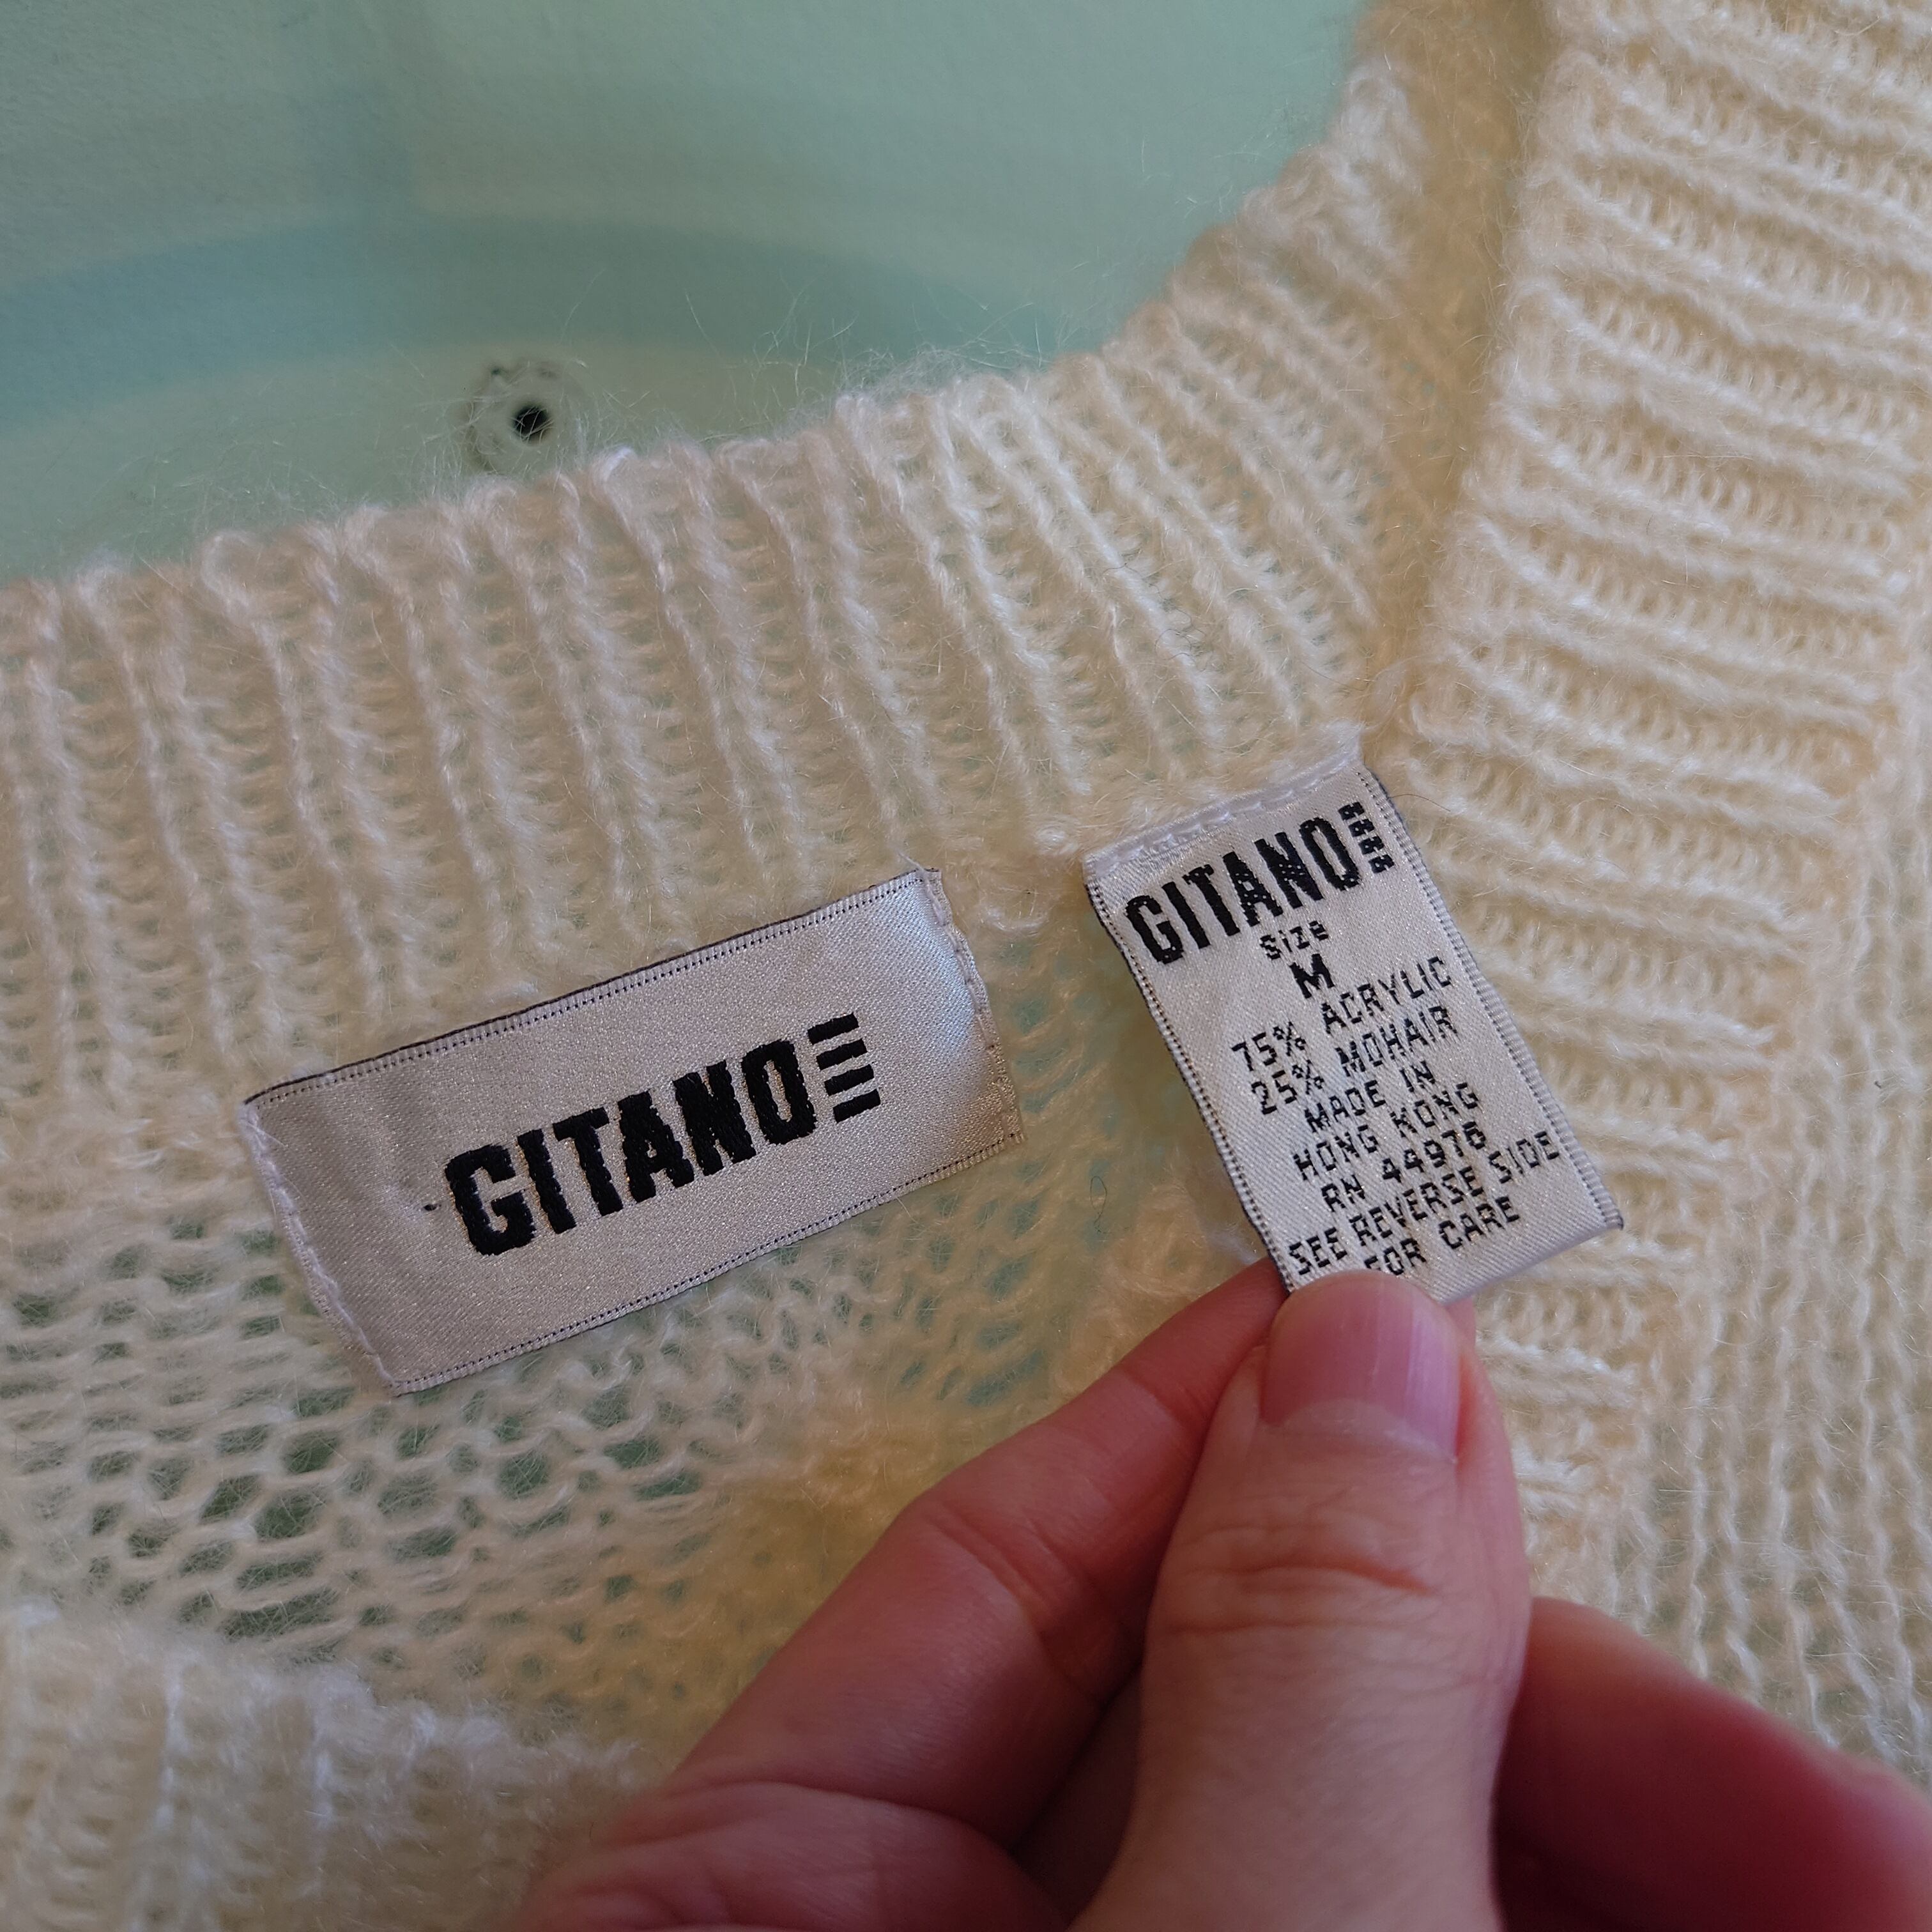 GITANO
GITANO
Size
M
75% ACRYLIC
25% MOHAIR
MADE IN
HONG KONG
RN 44976
SEE REVERSE SIDE
FOR CARE